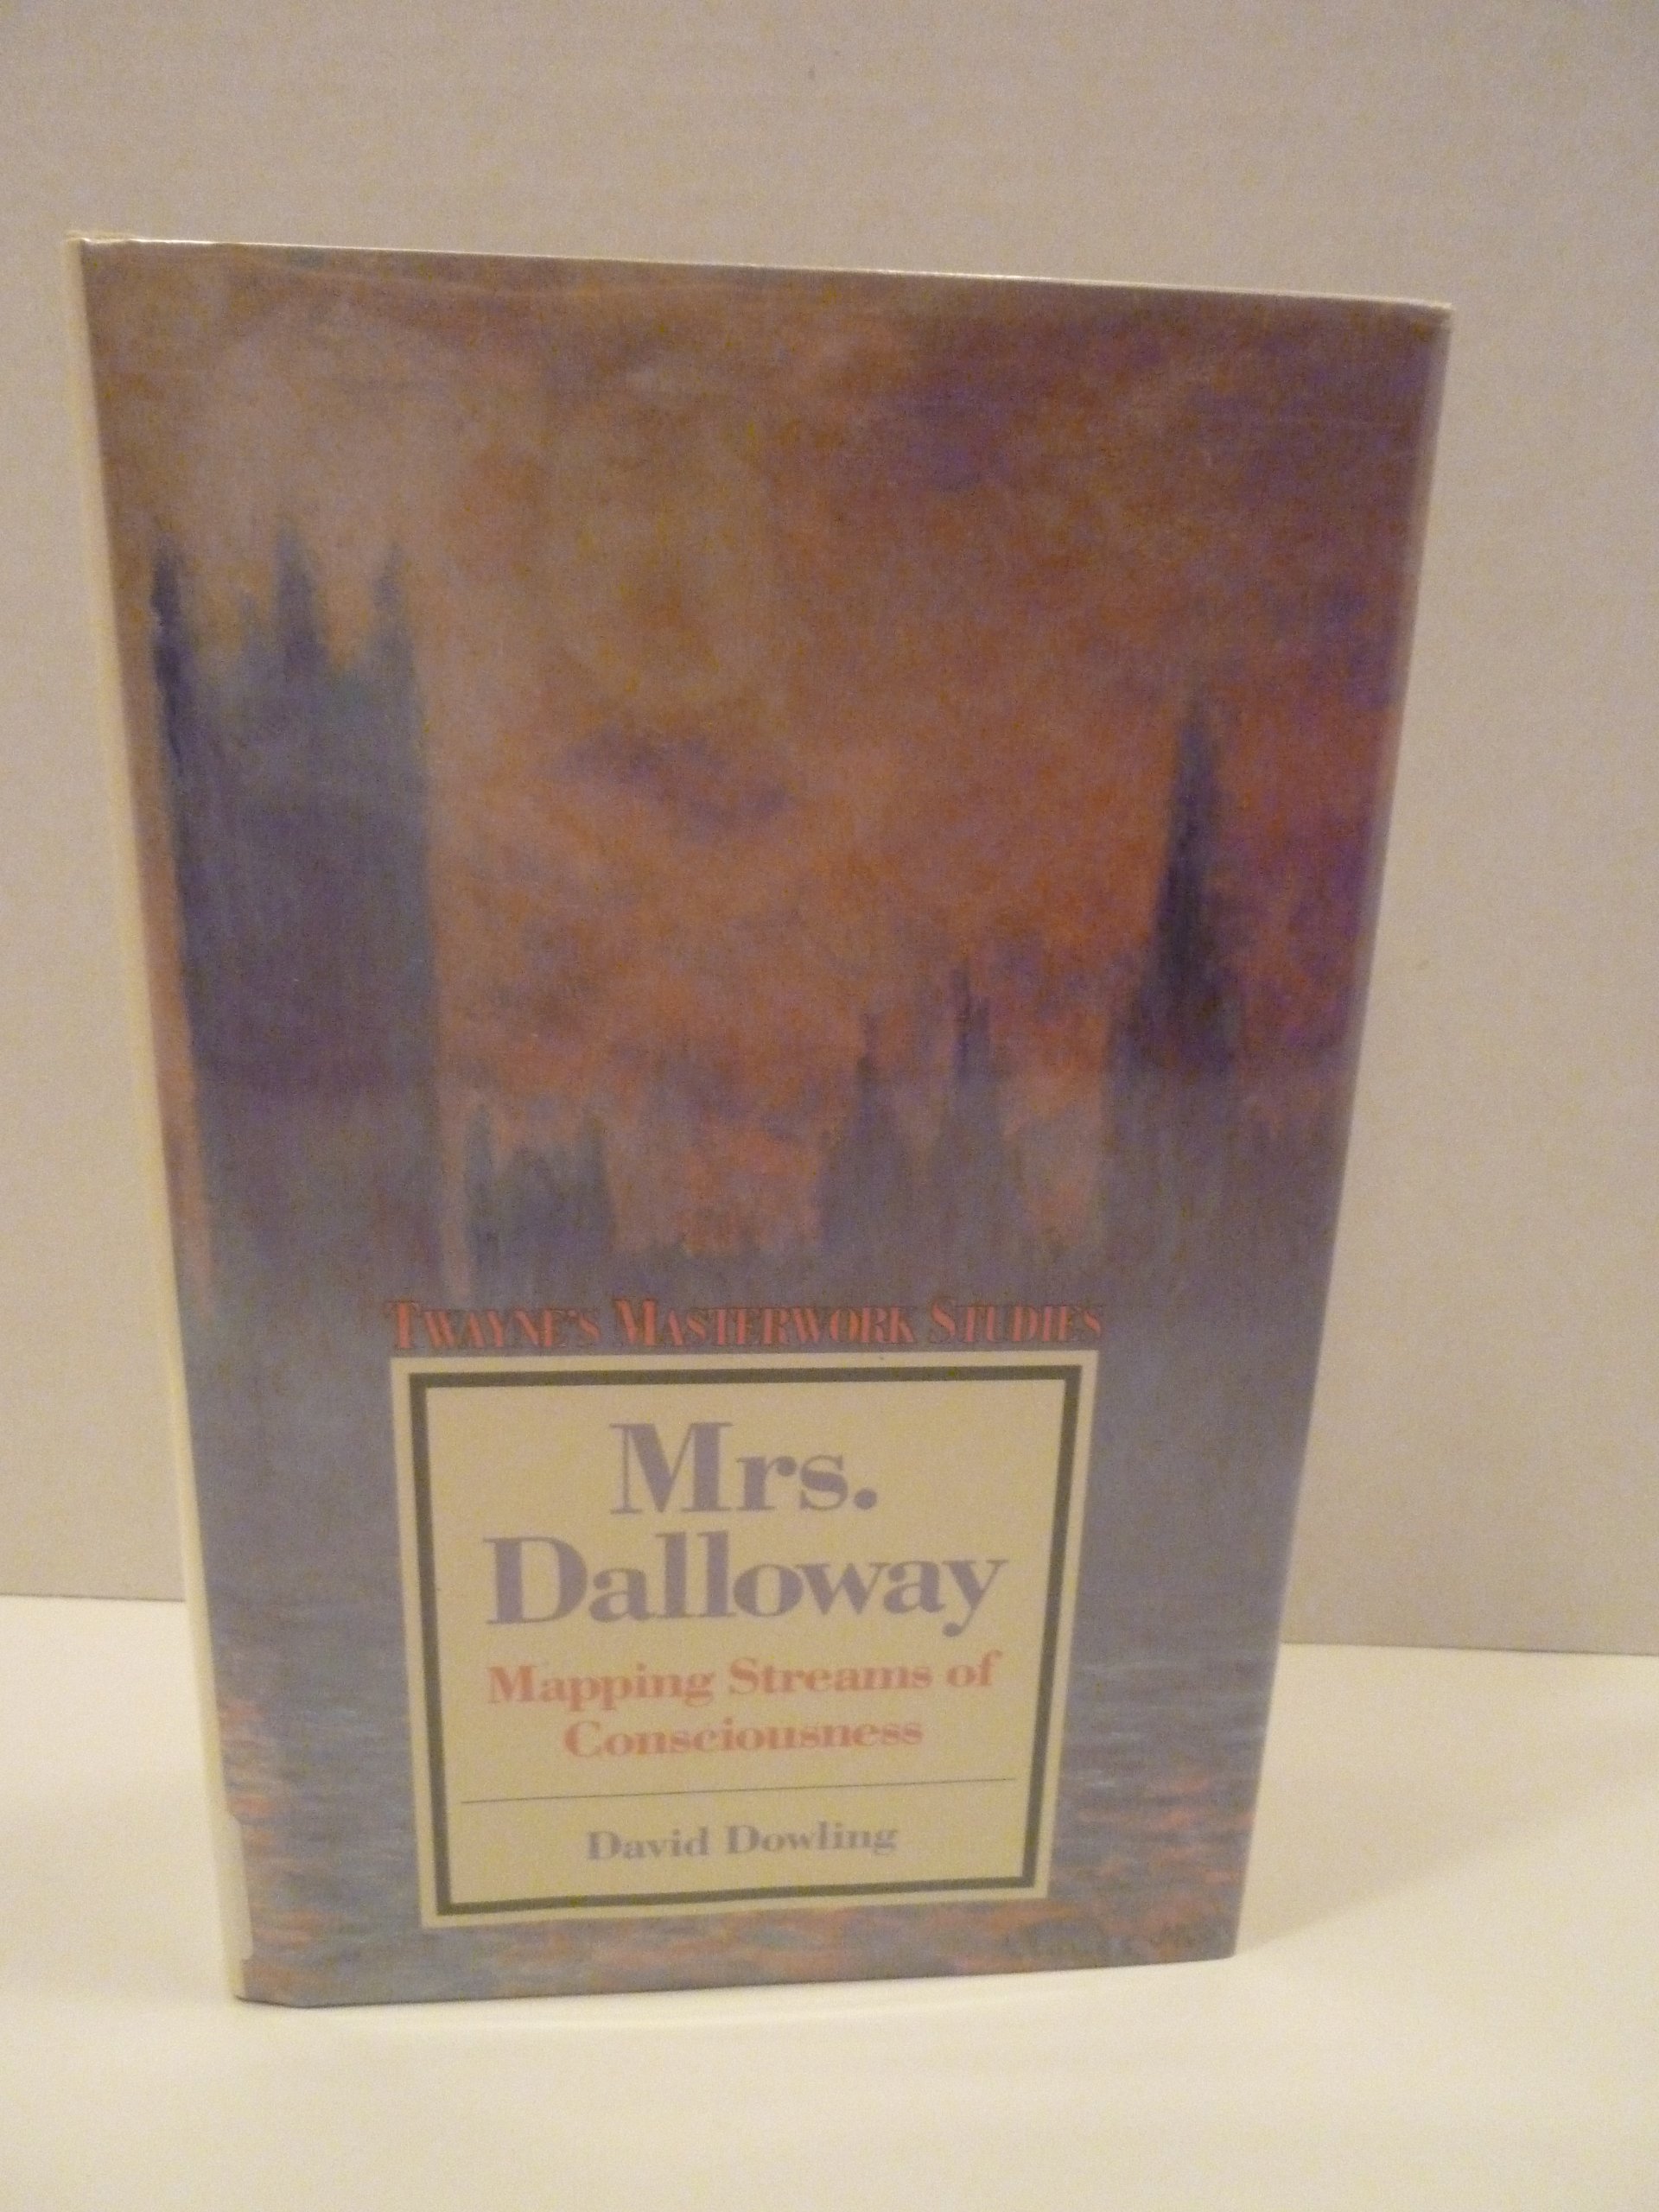 TWAYNE'S MASTERWORK STUDIES
Mrs.
Dalloway
Mapping Streams of
Consciousness
David Dowling